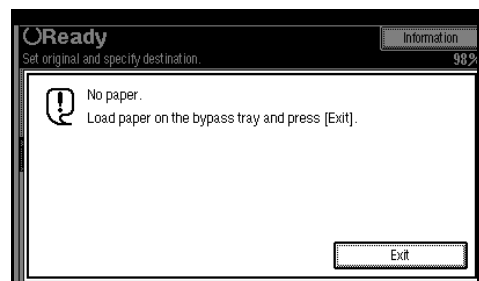 Ready
Information
Set original and specify destination.
98%
No paper.
Load paper on the bypass tray and press [Exit].
Exit